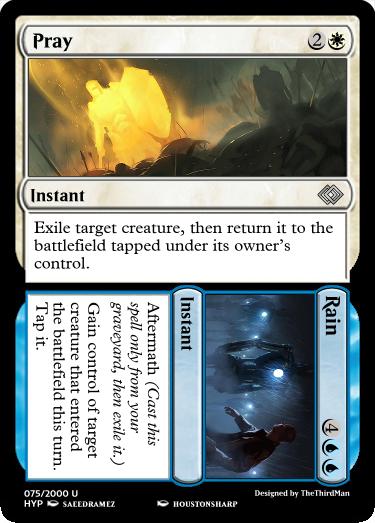 Pray
2
Instant
Exile target creature, then return it to the
battlefield tapped under its owner's
control.
Rain
4
Instant
Aftermath (Cast this
spell only from your
graveyard, then exile it.)
Gain control of target
creature that entered
the battlefield this turn.
Tap it.
075/2000 U
HYP SAEEDRAMEZ HOUSTONSHARP
Designed by TheThirdMan